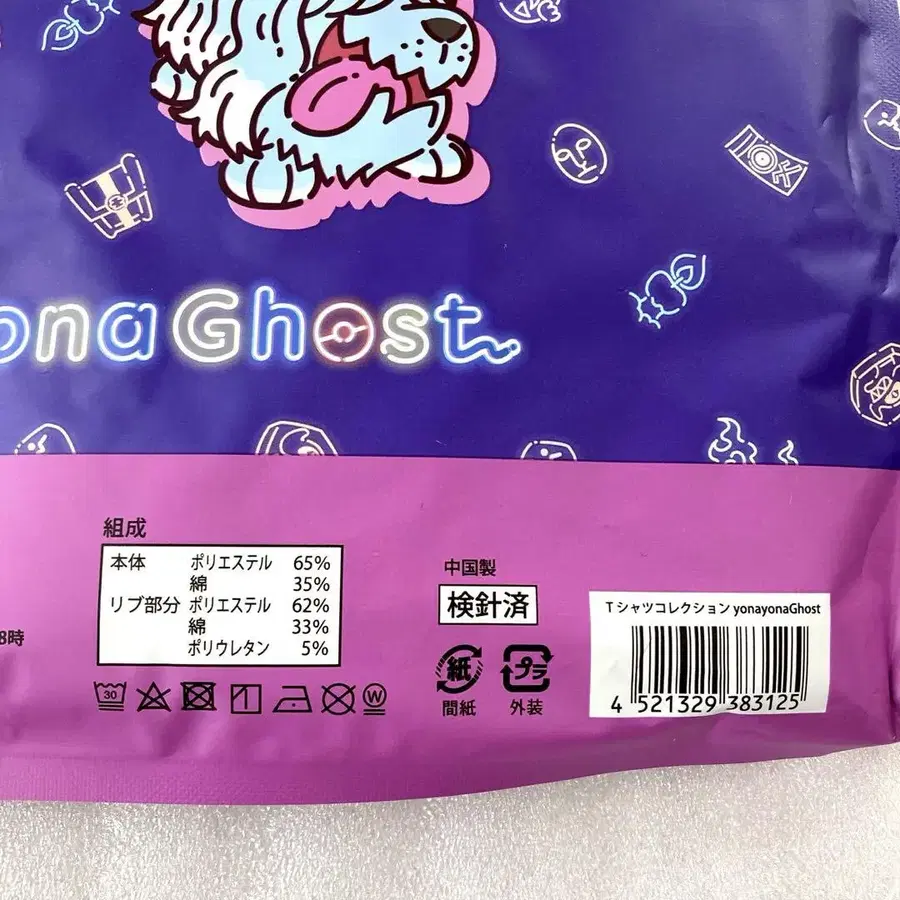 ona Ghost
組成
本体 ポリエステル 65%
綿 35%
リブ部分 ポリエステル 62%
綿 33%
ポリウレタン 5%
8時
30
W
中国製
検針済
紙
間紙
プラ
外装
Tシャツコレクション yonayonaGhost
4 521329 383125